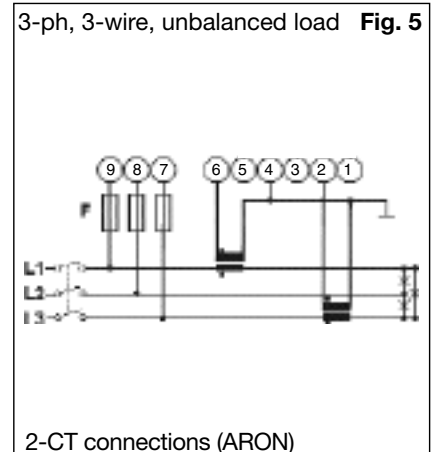 3-ph, 3-wire, unbalanced load Fig. 5
9 8 7 6 5 4 3 2 1
F
L1
L2
L3
2-CT connections (ARON)